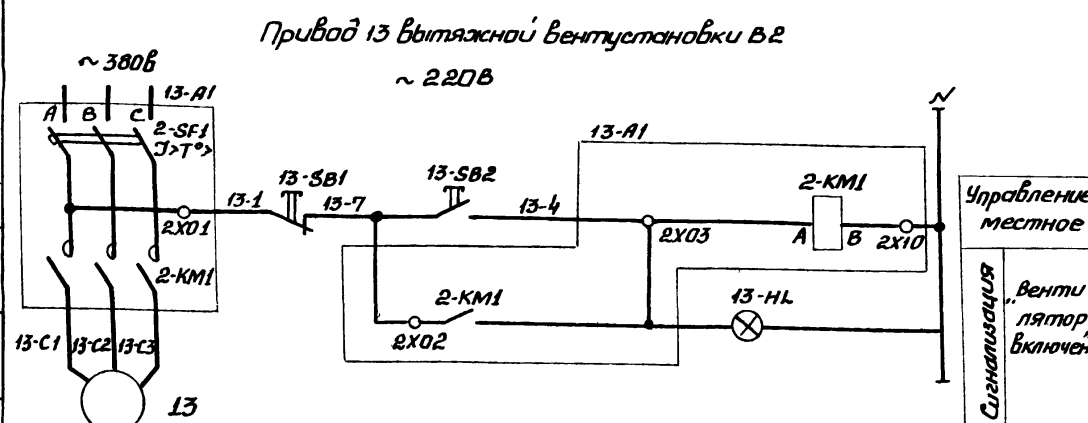 Привод 13 вытяжной вентустановки В2
~ 380в
~ 220В
13-А1
А В С
2-SF1
I>T°>
13-А1
13-SB1
13-SB2
2-КМ1
13-1
13-7
13-4
2Х01
2Х03
А В
2Х10
N
Управление
местное
2-КМ1
2-КМ1
13-HL
2Х02
13-С1
13-С2
13-С3
13
Сигнализация
„Венти
лятор
включен